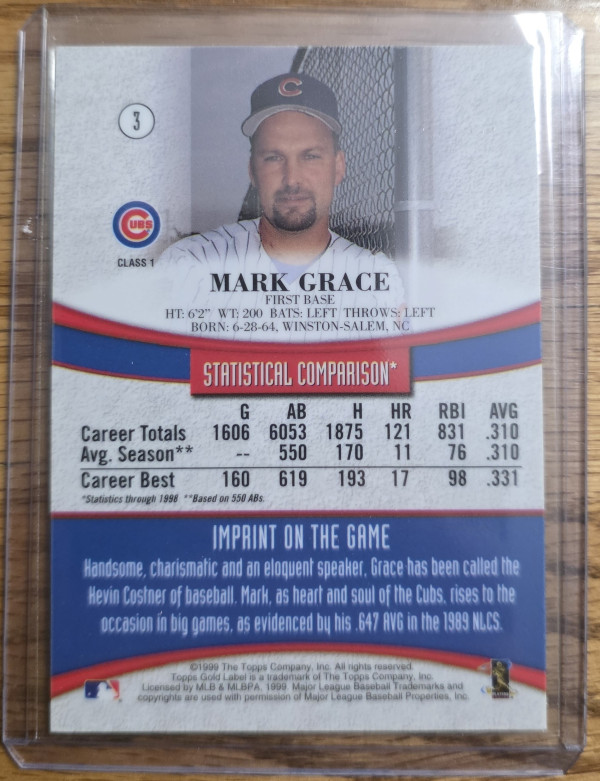 C
3
CUBS
CLASS 1
MARK GRACE
FIRST BASE
HT: 6'2" WT: 200 BATS: LEFT THROWS: LEFT
BORN: 6-28-64, WINSTON-SALEM, NC
STATISTICAL COMPARISON*
G AB H HR RBI AVG
Career Totals 1606 6053 1875 121 831 .310
Avg. Season** -- 550 170 11 76 .310
Career Best 160 619 193 17 98 .331
*Statistics through 1998 **Based on 550 ABs.
IMPRINT ON THE GAME
Handsome, charismatic and an eloquent speaker, Grace has been called the
Kevin Costner of baseball. Mark, as heart and soul of the Cubs, rises to the
occasion in big games, as evidenced by his .647 AVG in the 1989 NLCS.
©1999 The Topps Company, Inc. All rights reserved.
Topps Gold Label is a trademark of The Topps Company, Inc.
Licensed by MLB & MLBPA, 1999. Major League Baseball Trademarks and
copyrights are used with permission of Major League Baseball Properties, Inc.